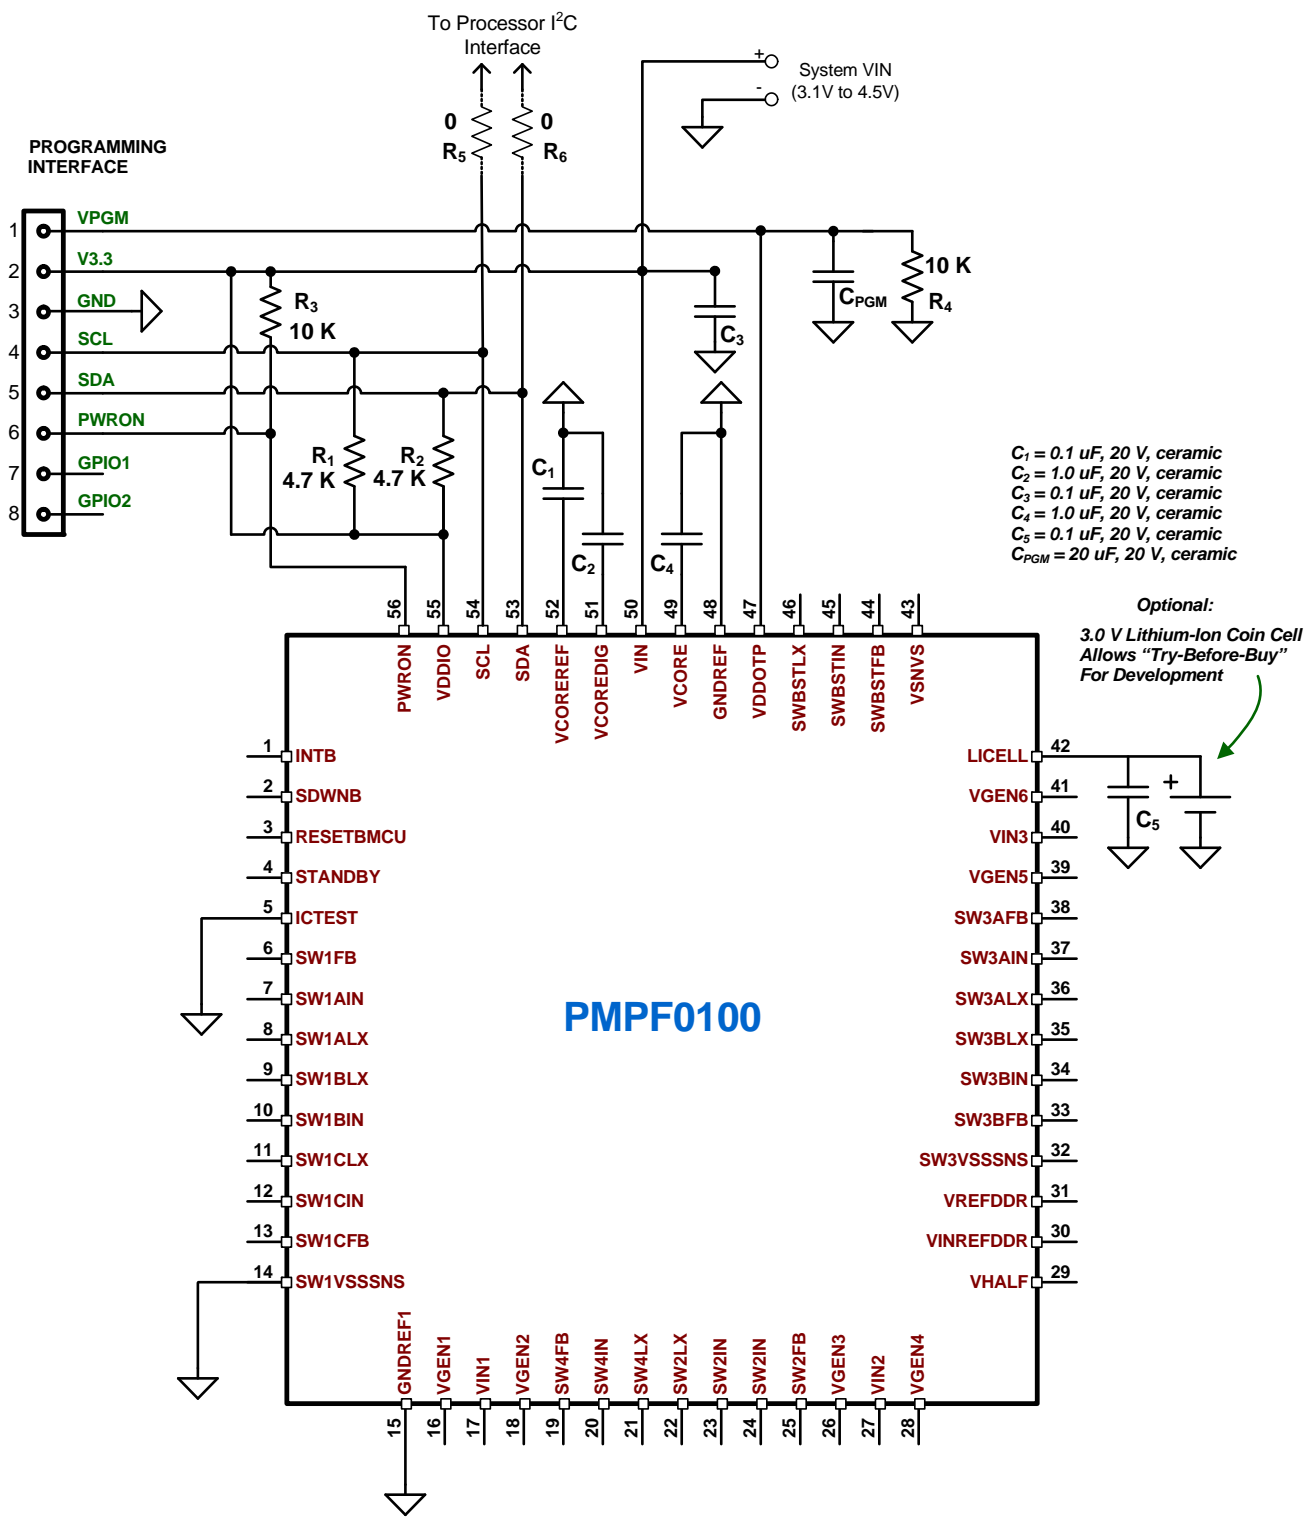 To Processor I²C
Interface
+
-
System VIN
(3.1V to 4.5V)
0
R5
0
R6
PROGRAMMING
INTERFACE
1 VPGM
2 V3.3
3 GND
4 SCL
5 SDA
6 PWRON
7 GPIO1
8 GPIO2
R3
10 K
R1
4.7 K
R2
4.7 K
C1
C2
C4
C3
CPGM
10 K
R4
C1 = 0.1 uF, 20 V, ceramic
C2 = 1.0 uF, 20 V, ceramic
C3 = 0.1 uF, 20 V, ceramic
C4 = 1.0 uF, 20 V, ceramic
C5 = 0.1 uF, 20 V, ceramic
CPGM = 20 uF, 20 V, ceramic
Optional:
3.0 V Lithium-Ion Coin Cell
Allows “Try-Before-Buy”
For Development
56 PWRON
55 VDDIO
54 SCL
53 SDA
52 VCOREREF
51 VCOREDIG
50 VIN
49 VCORE
48 GNDREF
47 VDDOTP
46 SWBSTLX
45 SWBSTIN
44 SWBSTFB
43 VSNVS
1 INTB
2 SDWNB
3 RESETBMCU
4 STANDBY
5 ICTEST
6 SW1FB
7 SW1AIN
8 SW1ALX
9 SW1BLX
10 SW1BIN
11 SW1CLX
12 SW1CIN
13 SW1CFB
14 SW1VSSSNS
PMPF0100
LICELL 42
VGEN6 41
VIN3 40
VGEN5 39
SW3AFB 38
SW3AIN 37
SW3ALX 36
SW3BLX 35
SW3BIN 34
SW3BFB 33
SW3VSSSNS 32
VREFDDR 31
VINREFDDR 30
VHALF 29
C5
+
GNDREF1 15
VGEN1 16
VIN1 17
VGEN2 18
SW4FB 19
SW4IN 20
SW4LX 21
SW2LX 22
SW2IN 23
SW2IN 24
SW2FB 25
VGEN3 26
VIN2 27
VGEN4 28